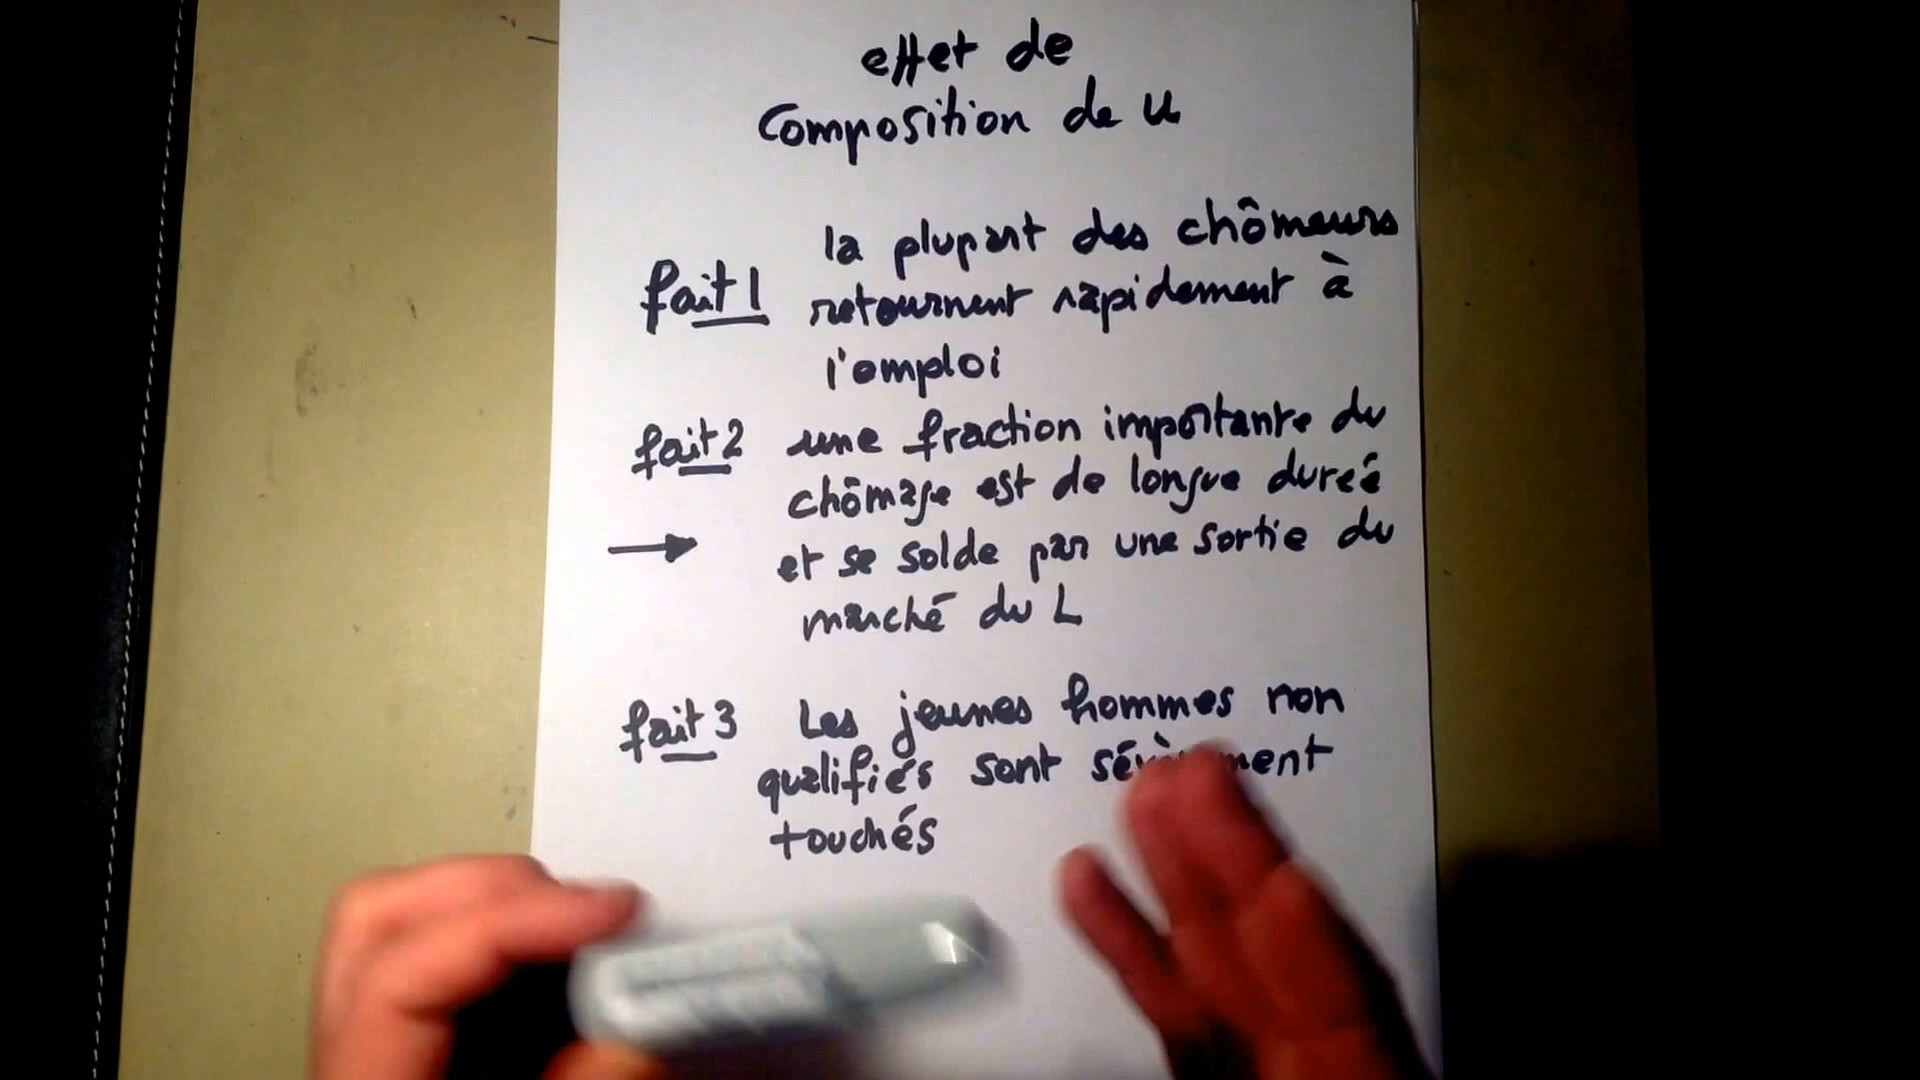 effet de
Composition de u
la plupart des chômeurs
fait 1 retournent rapidement à
l'emploi
fait 2 une fraction importante du
chômage est de longue dureé
→ et se solde par une sortie du
marché du L
fait 3 Les jeunes hommes non
qualifiés sont ment
touchés